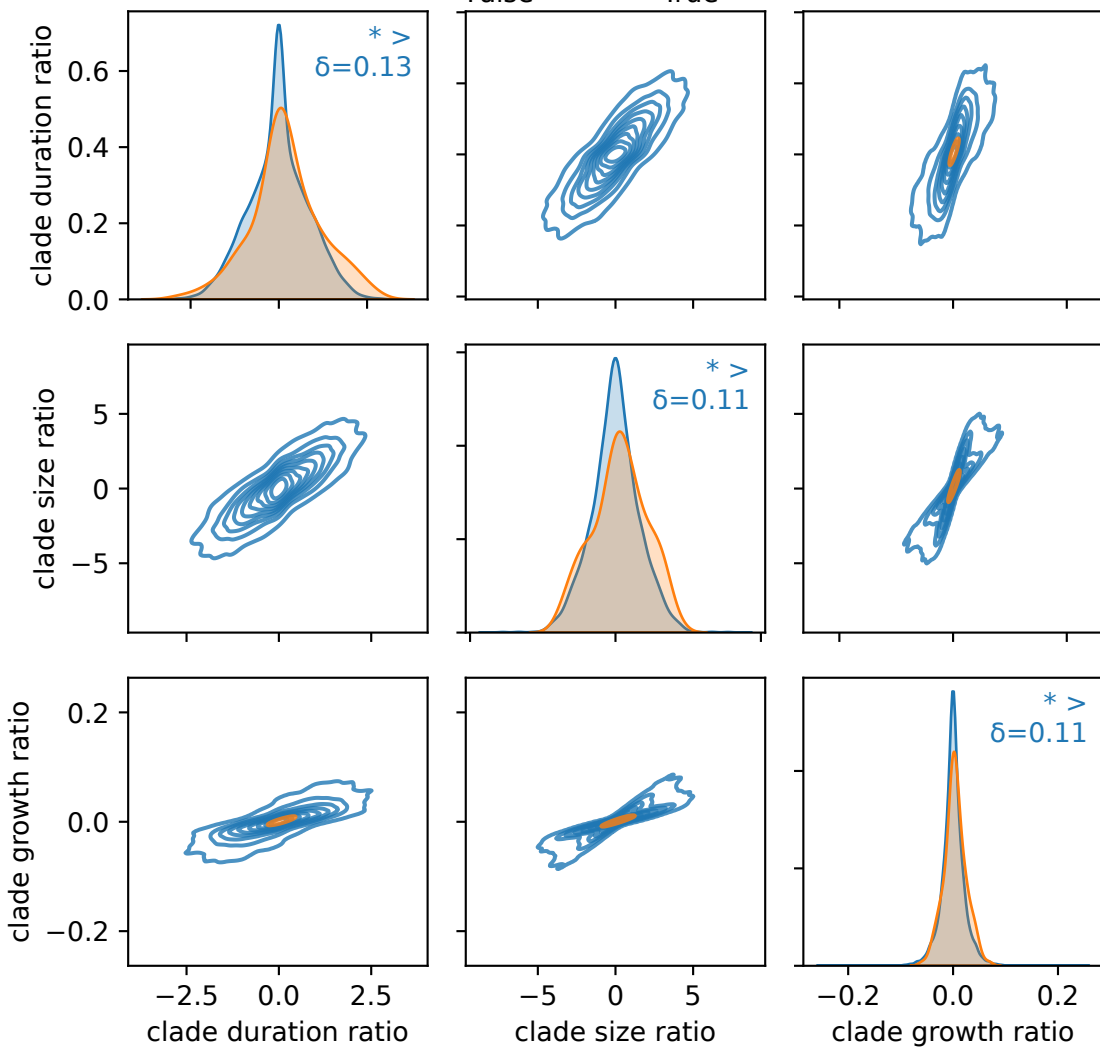 True
clade duration ratio
0.6
0.4
0.2
0.0
* >
δ=0.13
clade size ratio
5
0
−5
* >
δ=0.11
clade growth ratio
0.2
0.0
−0.2
* >
δ=0.11
−2.5 0.0 2.5
−5 0 5
−0.2 0.0 0.2
clade duration ratio
clade size ratio
clade growth ratio